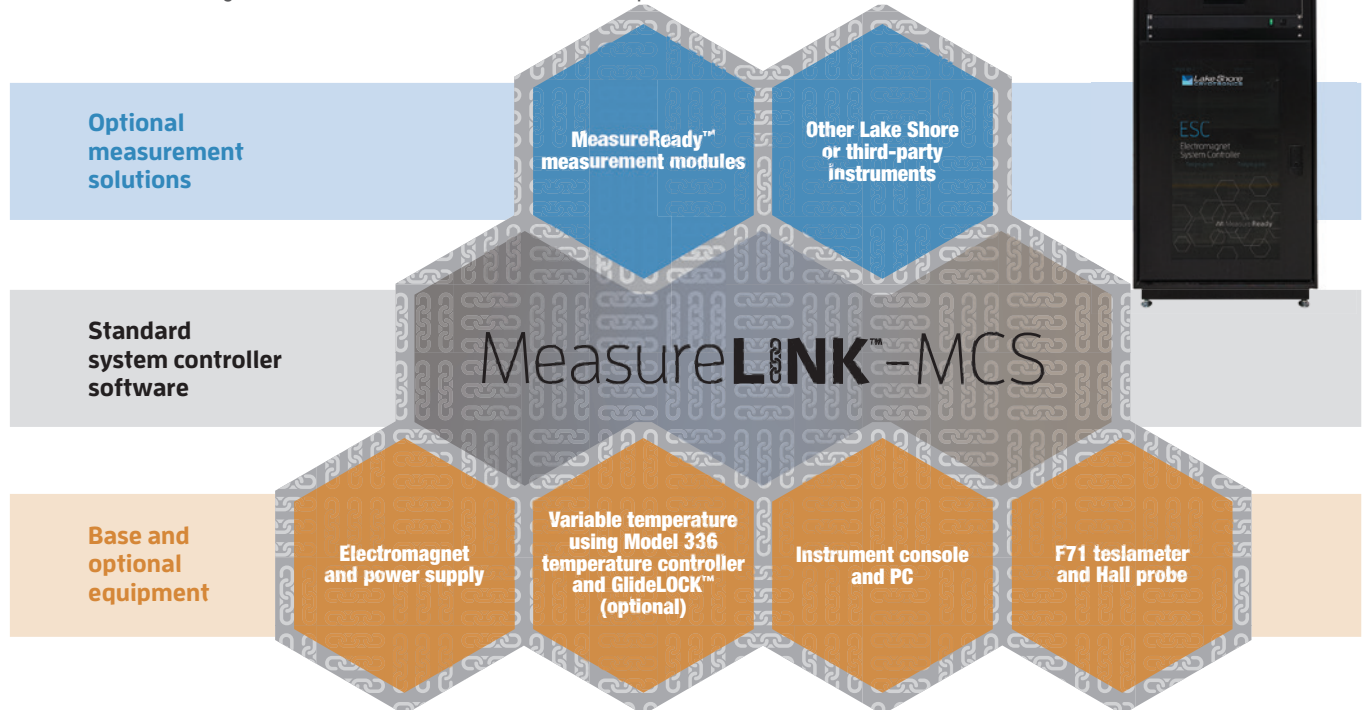 Optional
measurement
solutions
MeasureReady™
measurement modules
Other Lake Shore
or third-party
instruments
Lake Shore
CRYOTRONICS
ESC
Electromagnet
System Controller
MeasureReady
Standard
system controller
software
MeasureLINK™-MCS
Base and
optional
equipment
Electromagnet
and power supply
Variable temperature
using Model 336
temperature controller
and GlideLOCK™
(optional)
Instrument console
and PC
F71 teslameter
and Hall probe